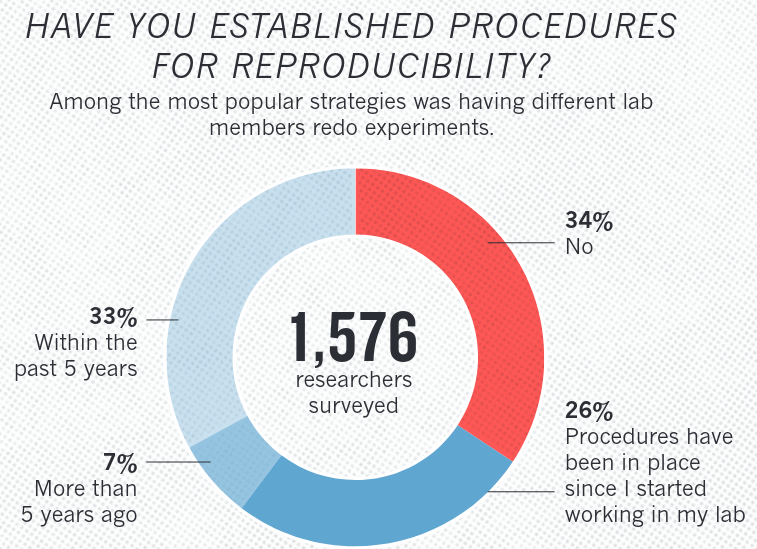 HAVE YOU ESTABLISHED PROCEDURES
FOR REPRODUCIBILITY?
Among the most popular strategies was having different lab
members redo experiments.
34%
No
33%
Within the
past 5 years
1,576
researchers
surveyed
26%
Procedures have
been in place
since I started
working in my lab
7%
More than
5 years ago